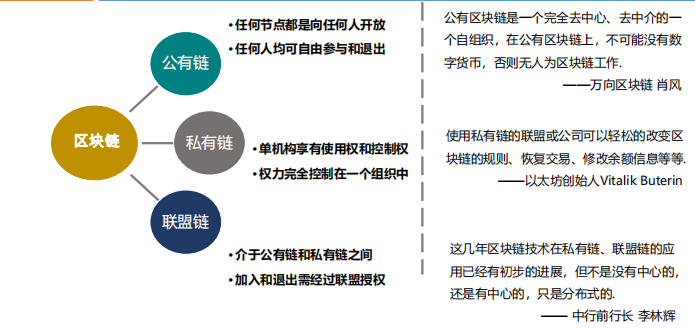 • 任何节点都是向任何人开放
• 任何人均可自由参与和退出
公有链
公有区块链是一个完全去中心、去中介的一
个自组织，在公有区块链上，不可能没有数
字货币，否则无人为区块链工作.
——万向区块链 肖风
区块链
私有链
• 单机构享有使用权和控制权
• 权力完全控制在一个组织中
使用私有链的联盟或公司可以轻松的改变区
块链的规则、恢复交易、修改余额信息等等.
——以太坊创始人Vitalik Buterin
联盟链
• 介于公有链和私有链之间
• 加入和退出需经过联盟授权
这几年区块链技术在私有链、联盟链的应
用已经有初步的进展，但不是没有中心的，
还是有中心的，只是分布式的.
—— 中行前行长 李林辉